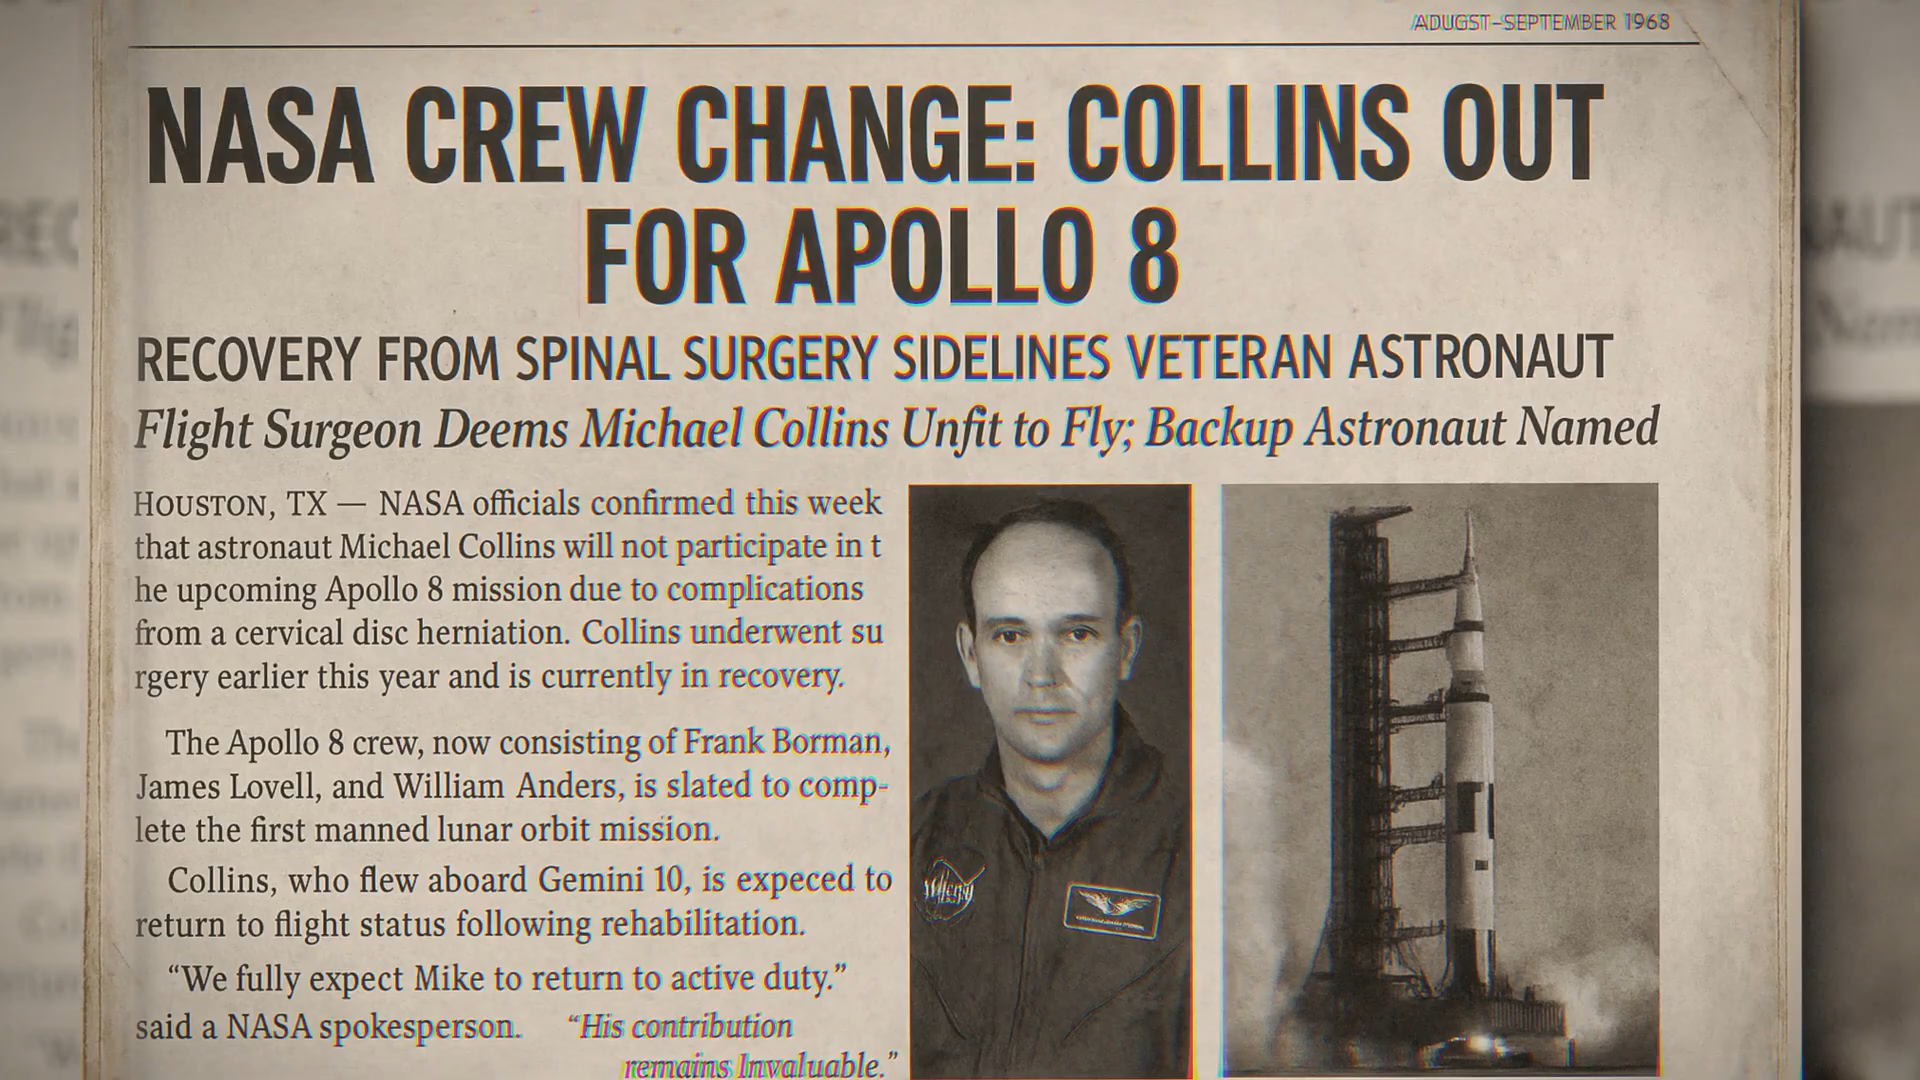 ADUGST–SEPTEMBER 1968
NASA CREW CHANGE: COLLINS OUT
FOR APOLLO 8
RECOVERY FROM SPINAL SURGERY SIDELINES VETERAN ASTRONAUT
Flight Surgeon Deems Michael Collins Unfit to Fly; Backup Astronaut Named
HOUSTON, TX — NASA officials confirmed this week
that astronaut Michael Collins will not participate in t
he upcoming Apollo 8 mission due to complications
from a cervical disc herniation. Collins underwent su
rgery earlier this year and is currently in recovery.
The Apollo 8 crew, now consisting of Frank Borman,
James Lovell, and William Anders, is slated to comp-
lete the first manned lunar orbit mission.
Collins, who flew aboard Gemini 10, is expeced to
return to flight status following rehabilitation.
“We fully expect Mike to return to active duty.”
said a NASA spokesperson. “His contribution
remains Invaluable.”